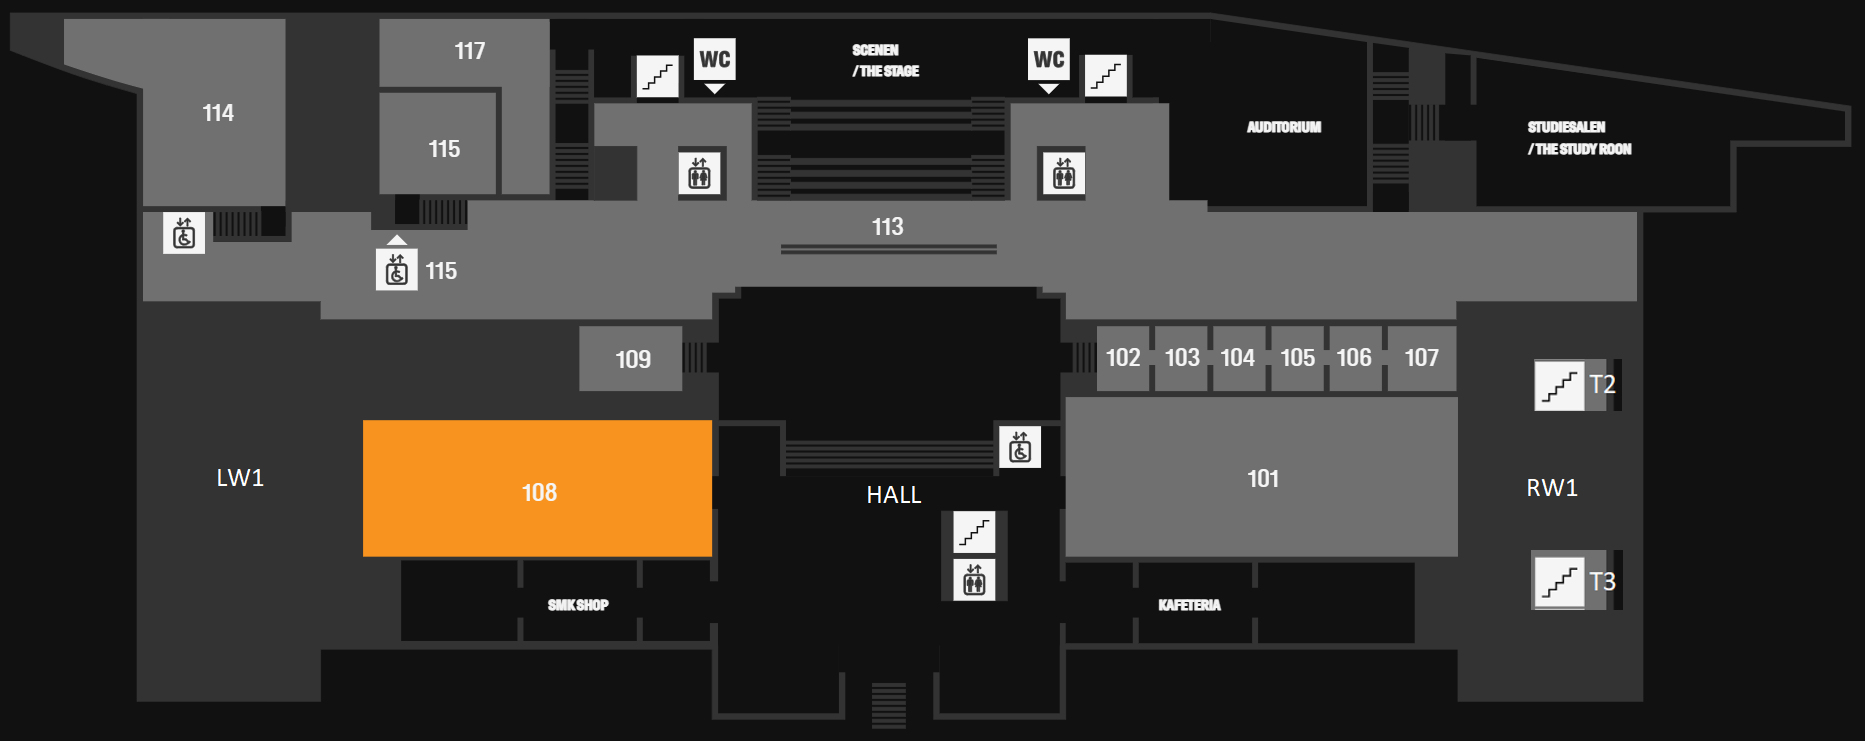 117
WC
SCENEN
/ THE STAGE
WC
114
115
AUDITORIUM
STUDIESALEN
/ THE STUDY ROON
113
115
109
102
103
104
105
106
107
T2
LW1
108
HALL
101
RW1
T3
SMK SHOP
KAFETERIA